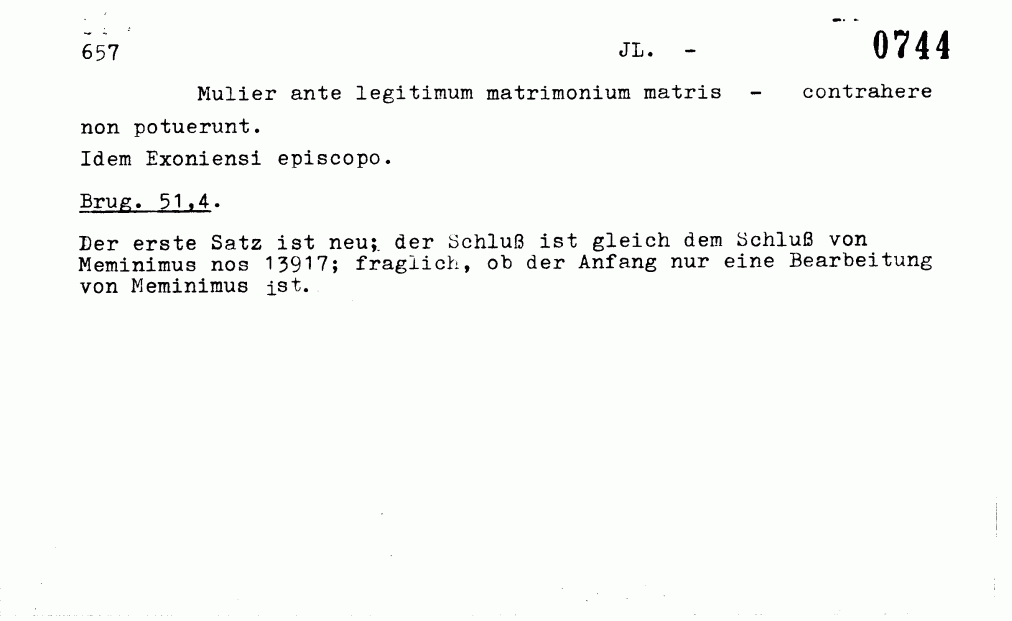 657 JL. - 0744
Mulier ante legitimum matrimonium matris - contrahere
non potuerunt.
Idem Exoniensi episcopo.
Brug. 51,4.
Der erste Satz ist neu; der Schluß ist gleich dem Schluß von
Meminimus nos 13917; fraglich, ob der Anfang nur eine Bearbeitung
von Meminimus ist.